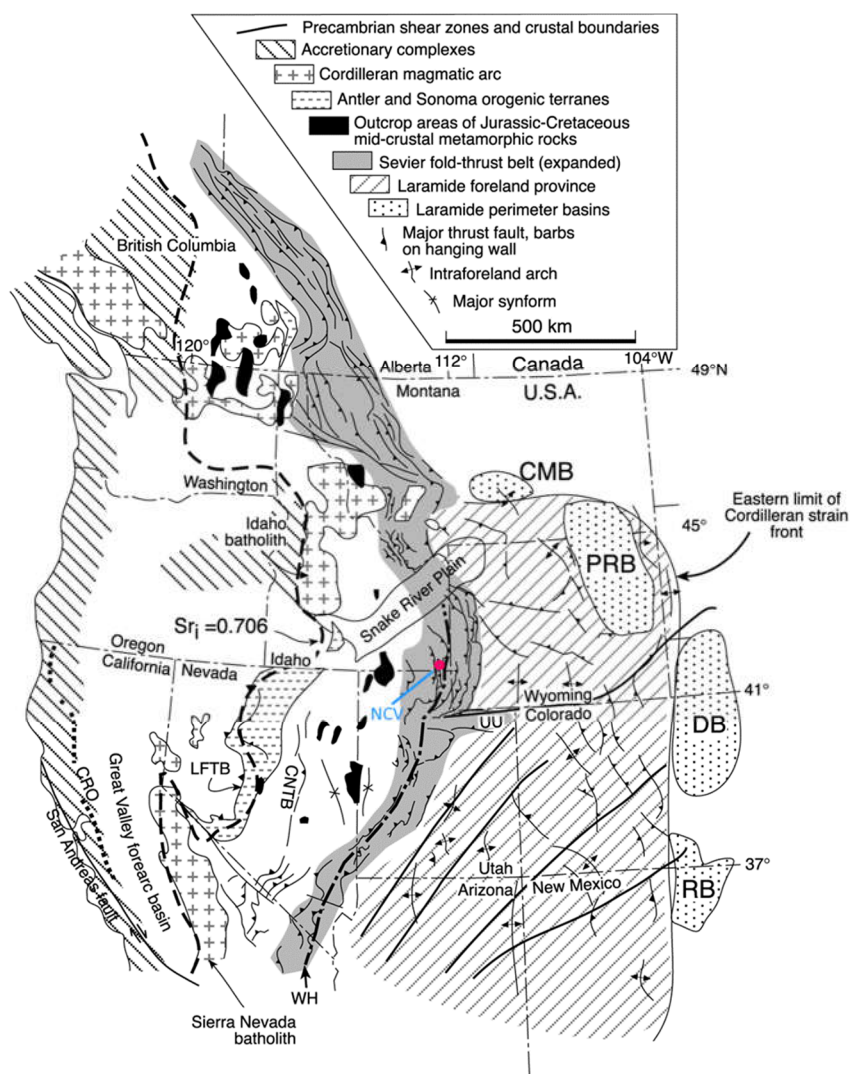 Precambrian shear zones and crustal boundaries
Accretionary complexes
Cordilleran magmatic arc
Antler and Sonoma orogenic terranes
Outcrop areas of Jurassic-Cretaceous
mid-crustal metamorphic rocks
Sevier fold-thrust belt (expanded)
Laramide foreland province
Laramide perimeter basins
Major thrust fault, barbs
on hanging wall
Intraforeland arch
Major synform
500 km
British Columbia
120°
Alberta
112°
Canada
104°W
49°N
Montana
U.S.A.
CMB
Washington
Eastern limit of
Cordilleran strain
front
Idaho
batholith
45°
PRB
Snake River Plain
Sri =0.706
Oregon
California
Nevada
Idaho
NCV
Wyoming
Colorado
41°
UU
DB
LFTB
CNTB
CRO
Great Valley forearc basin
San Andreas fault
Utah
Arizona
New Mexico
37°
RB
WH
Sierra Nevada
batholith